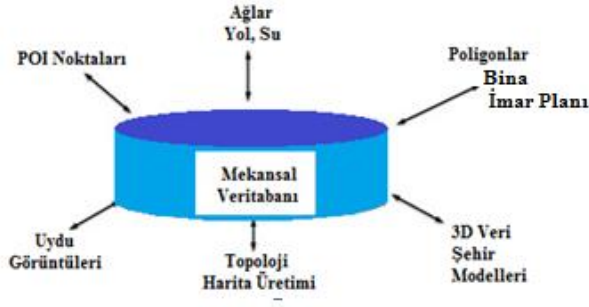 Ağlar
Yol, Su
POI Noktaları
Poligonlar
Bina
İmar Planı
Mekansal
Veritabanı
Uydu
Görüntüleri
Topoloji
Harita Üretimi
3D Veri
Şehir
Modelleri